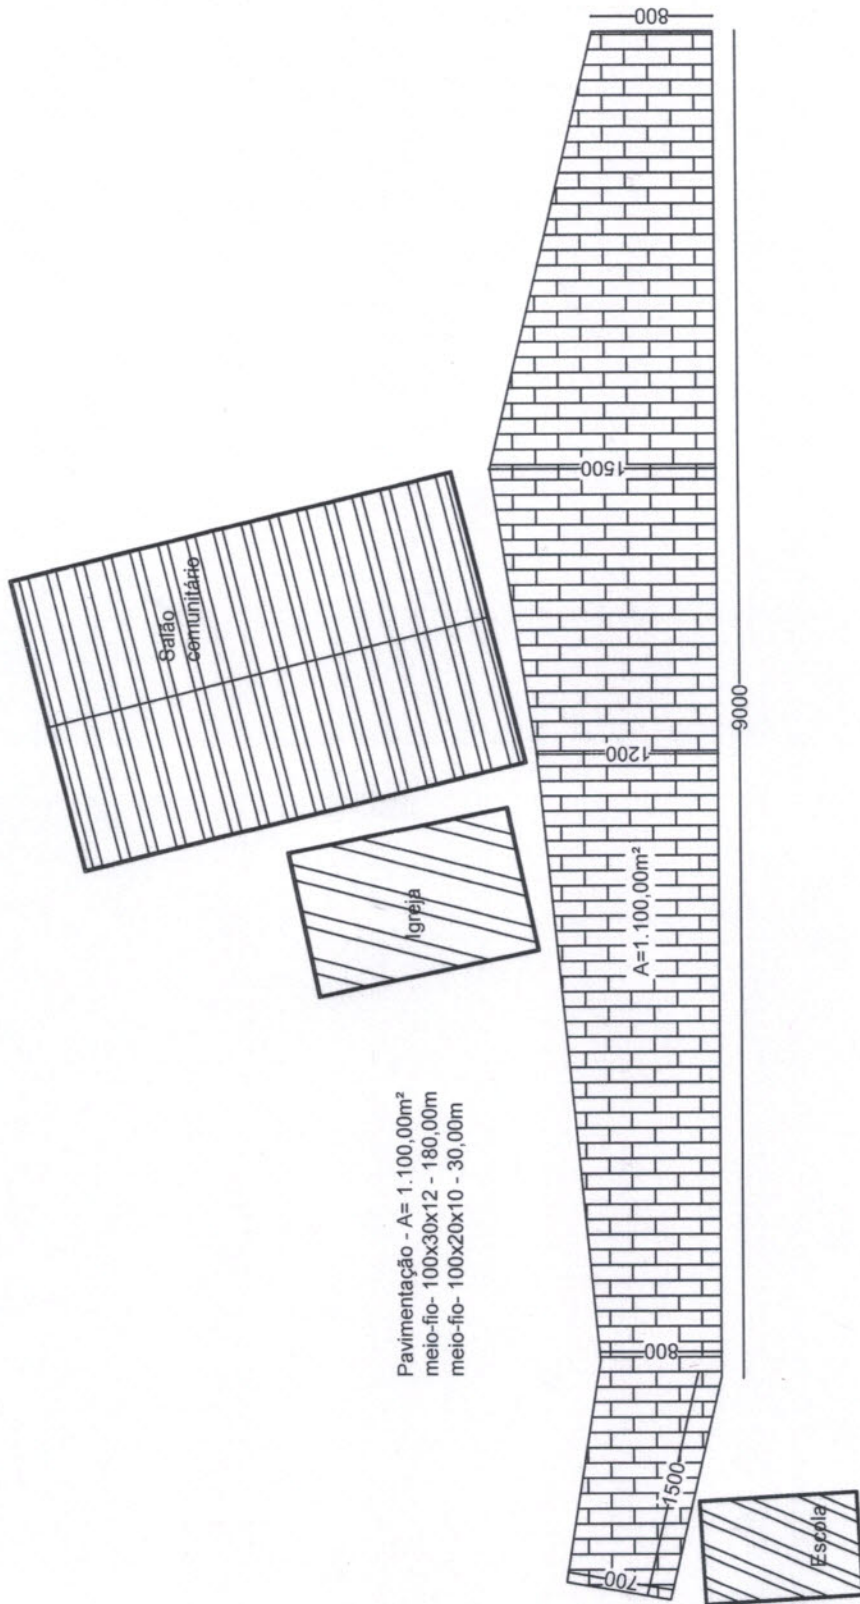 800
1500
1200
9000
A=1.100,00m²
800
1500
700
Salão
comunitário
Igreja
Pavimentação - A= 1.100,00m²
meio-fio- 100x30x12 - 180,00m
meio-fio- 100x20x10 - 30,00m
Escola